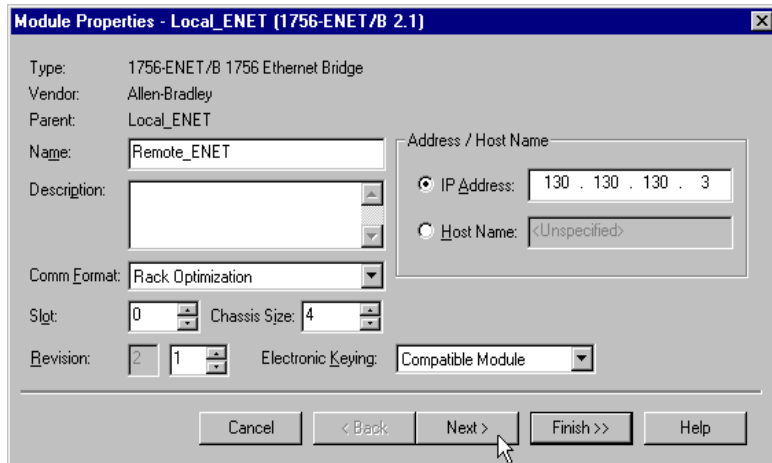 Module Properties - Local_ENET (1756-ENET/B 2.1)
Type: 1756-ENET/B 1756 Ethernet Bridge
Vendor: Allen-Bradley
Parent: Local_ENET
Name: Remote_ENET
Address / Host Name
IP Address: 130 . 130 . 130 . 3
Description:
Host Name: <Unspecified>
Comm Format: Rack Optimization
Slot: 0 Chassis Size: 4
Revision: 2 1 Electronic Keying: Compatible Module
Cancel < Back Next > Finish >> Help